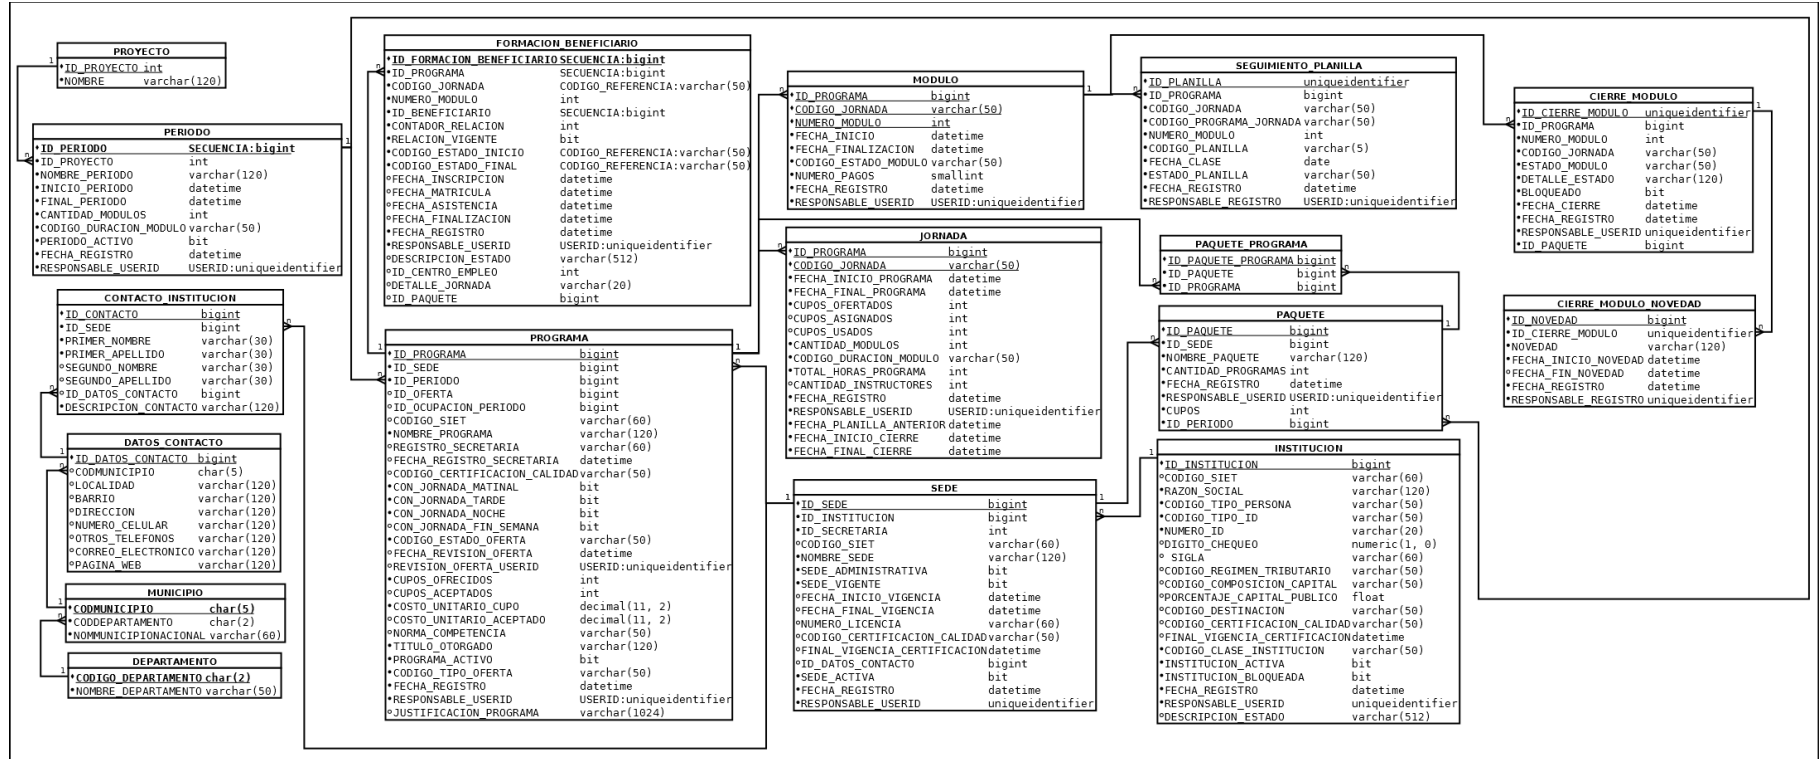 PROYECTO
ID_PROYECTO int
NOMBRE varchar(120)
PERIODO
ID_PERIODO SECUENCIA:bigint
ID_PROYECTO int
NOMBRE_PERIODO varchar(120)
INICIO_PERIODO datetime
FINAL_PERIODO datetime
CANTIDAD_MODULOS int
CODIGO_DURACION_MODULO varchar(50)
PERIODO_ACTIVO bit
FECHA_REGISTRO datetime
RESPONSABLE_USERID USERID:uniqueidentifier
CONTACTO_INSTITUCION
ID_CONTACTO bigint
ID_SEDE bigint
PRIMER_NOMBRE varchar(30)
PRIMER_APELLIDO varchar(30)
SEGUNDO_NOMBRE varchar(30)
SEGUNDO_APELLIDO varchar(30)
ID_DATOS_CONTACTO bigint
DESCRIPCION_CONTACTO varchar(120)
DATOS_CONTACTO
ID_DATOS_CONTACTO bigint
CODMUNICIPIO char(5)
LOCALIDAD varchar(120)
BARRIO varchar(120)
DIRECCION varchar(120)
NUMERO_CELULAR varchar(120)
OTROS_TELEFONOS varchar(120)
CORREO_ELECTRONICO varchar(120)
PAGINA_WEB varchar(120)
MUNICIPIO
CODMUNICIPIO char(5)
CODDEPARTAMENTO char(2)
NOMMUNICIPIONACIONAL varchar(60)
DEPARTAMENTO
CODIGO_DEPARTAMENTO char(2)
NOMBRE_DEPARTAMENTO varchar(50)
FORMACION_BENEFICIARIO
ID_FORMACION_BENEFICIARIO SECUENCIA:bigint
ID_PROGRAMA SECUENCIA:bigint
CODIGO_JORNADA CODIGO_REFERENCIA:varchar(50)
NUMERO_MODULO int
ID_BENEFICIARIO SECUENCIA:bigint
CONTADOR_RELACION int
RELACION_VIGENTE bit
CODIGO_ESTADO_INICIO CODIGO_REFERENCIA:varchar(50)
CODIGO_ESTADO_FINAL CODIGO_REFERENCIA:varchar(50)
FECHA_INSCRIPCION datetime
FECHA_MATRICULA datetime
FECHA_ASISTENCIA datetime
FECHA_FINALIZACION datetime
FECHA_REGISTRO datetime
RESPONSABLE_USERID USERID:uniqueidentifier
DESCRIPCION_ESTADO varchar(512)
ID_CENTRO_EMPLEO int
DETALLE_JORNADA varchar(20)
ID_PAQUETE bigint
PROGRAMA
ID_PROGRAMA bigint
ID_SEDE bigint
ID_PERIODO bigint
ID_OFERTA bigint
ID_OCUPACION_PERIODO bigint
CODIGO_SIET varchar(60)
NOMBRE_PROGRAMA varchar(120)
REGISTRO_SECRETARIA varchar(60)
FECHA_REGISTRO_SECRETARIA datetime
CODIGO_CERTIFICACION_CALIDAD varchar(50)
CON_JORNADA_MATINAL bit
CON_JORNADA_TARDE bit
CON_JORNADA_NOCHE bit
CON_JORNADA_FIN_SEMANA bit
CODIGO_ESTADO_OFERTA varchar(50)
FECHA_REVISION_OFERTA datetime
REVISION_OFERTA_USERID USERID:uniqueidentifier
CUPOS_OFRECIDOS int
CUPOS_ACEPTADOS int
COSTO_UNITARIO_CUPO decimal(11, 2)
COSTO_UNITARIO_ACEPTADO decimal(11, 2)
NORMA_COMPETENCIA varchar(50)
TITULO_OTORGADO varchar(120)
PROGRAMA_ACTIVO bit
CODIGO_TIPO_OFERTA varchar(50)
FECHA_REGISTRO datetime
RESPONSABLE_USERID USERID:uniqueidentifier
JUSTIFICACION_PROGRAMA varchar(1024)
MODULO
ID_PROGRAMA bigint
CODIGO_JORNADA varchar(50)
NUMERO_MODULO int
FECHA_INICIO datetime
FECHA_FINALIZACION datetime
CODIGO_ESTADO_MODULO varchar(50)
NUMERO_PAGOS smallint
FECHA_REGISTRO datetime
RESPONSABLE_USERID USERID:uniqueidentifier
JORNADA
ID_PROGRAMA bigint
CODIGO_JORNADA varchar(50)
FECHA_INICIO_PROGRAMA datetime
FECHA_FINAL_PROGRAMA datetime
CUPOS_OFERTADOS int
CUPOS_ASIGNADOS int
CUPOS_USADOS int
CANTIDAD_MODULOS int
CODIGO_DURACION_MODULO varchar(50)
TOTAL_HORAS_PROGRAMA int
CANTIDAD_INSTRUCTORES int
FECHA_REGISTRO datetime
RESPONSABLE_USERID USERID:uniqueidentifier
FECHA_PLANILLA_ANTERIOR datetime
FECHA_INICIO_CIERRE datetime
FECHA_FINAL_CIERRE datetime
SEDE
ID_SEDE bigint
ID_INSTITUCION bigint
ID_SECRETARIA int
CODIGO_SIET varchar(60)
NOMBRE_SEDE varchar(120)
SEDE_ADMINISTRATIVA bit
SEDE_VIGENTE bit
FECHA_INICIO_VIGENCIA datetime
FECHA_FINAL_VIGENCIA datetime
NUMERO_LICENCIA varchar(60)
CODIGO_CERTIFICACION_CALIDAD varchar(50)
FINAL_VIGENCIA_CERTIFICACION datetime
ID_DATOS_CONTACTO bigint
SEDE_ACTIVA bit
FECHA_REGISTRO datetime
RESPONSABLE_USERID uniqueidentifier
SEGUIMIENTO_PLANILLA
ID_PLANILLA uniqueidentifier
ID_PROGRAMA bigint
CODIGO_JORNADA varchar(50)
CODIGO_PROGRAMA_JORNADA varchar(50)
NUMERO_MODULO int
CODIGO_PLANILLA varchar(5)
FECHA_CLASE date
ESTADO_PLANILLA varchar(50)
FECHA_REGISTRO datetime
RESPONSABLE_REGISTRO USERID:uniqueidentifier
PAQUETE_PROGRAMA
ID_PAQUETE_PROGRAMA bigint
ID_PAQUETE bigint
ID_PROGRAMA bigint
PAQUETE
ID_PAQUETE bigint
ID_SEDE bigint
NOMBRE_PAQUETE varchar(120)
CANTIDAD_PROGRAMAS int
FECHA_REGISTRO datetime
RESPONSABLE_USERID USERID:uniqueidentifier
CUPOS int
ID_PERIODO bigint
INSTITUCION
ID_INSTITUCION bigint
CODIGO_SIET varchar(60)
RAZON_SOCIAL varchar(120)
CODIGO_TIPO_PERSONA varchar(50)
CODIGO_TIPO_ID varchar(50)
NUMERO_ID varchar(20)
DIGITO_CHEQUEO numeric(1, 0)
SIGLA varchar(60)
CODIGO_REGIMEN_TRIBUTARIO varchar(50)
CODIGO_COMPOSICION_CAPITAL varchar(50)
PORCENTAJE_CAPITAL_PUBLICO float
CODIGO_DESTINACION varchar(50)
CODIGO_CERTIFICACION_CALIDAD varchar(50)
FINAL_VIGENCIA_CERTIFICACION datetime
CODIGO_CLASE_INSTITUCION varchar(50)
INSTITUCION_ACTIVA bit
INSTITUCION_BLOQUEADA bit
FECHA_REGISTRO datetime
RESPONSABLE_USERID uniqueidentifier
DESCRIPCION_ESTADO varchar(512)
CIERRE_MODULO
ID_CIERRE_MODULO uniqueidentifier
ID_PROGRAMA bigint
NUMERO_MODULO int
CODIGO_JORNADA varchar(50)
ESTADO_MODULO varchar(50)
DETALLE_ESTADO varchar(120)
BLOQUEADO bit
FECHA_CIERRE datetime
FECHA_REGISTRO datetime
RESPONSABLE_USERID uniqueidentifier
ID_PAQUETE bigint
CIERRE_MODULO_NOVEDAD
ID_NOVEDAD bigint
ID_CIERRE_MODULO uniqueidentifier
NOVEDAD varchar(120)
FECHA_INICIO_NOVEDAD datetime
FECHA_FIN_NOVEDAD datetime
FECHA_REGISTRO datetime
RESPONSABLE_REGISTRO uniqueidentifier